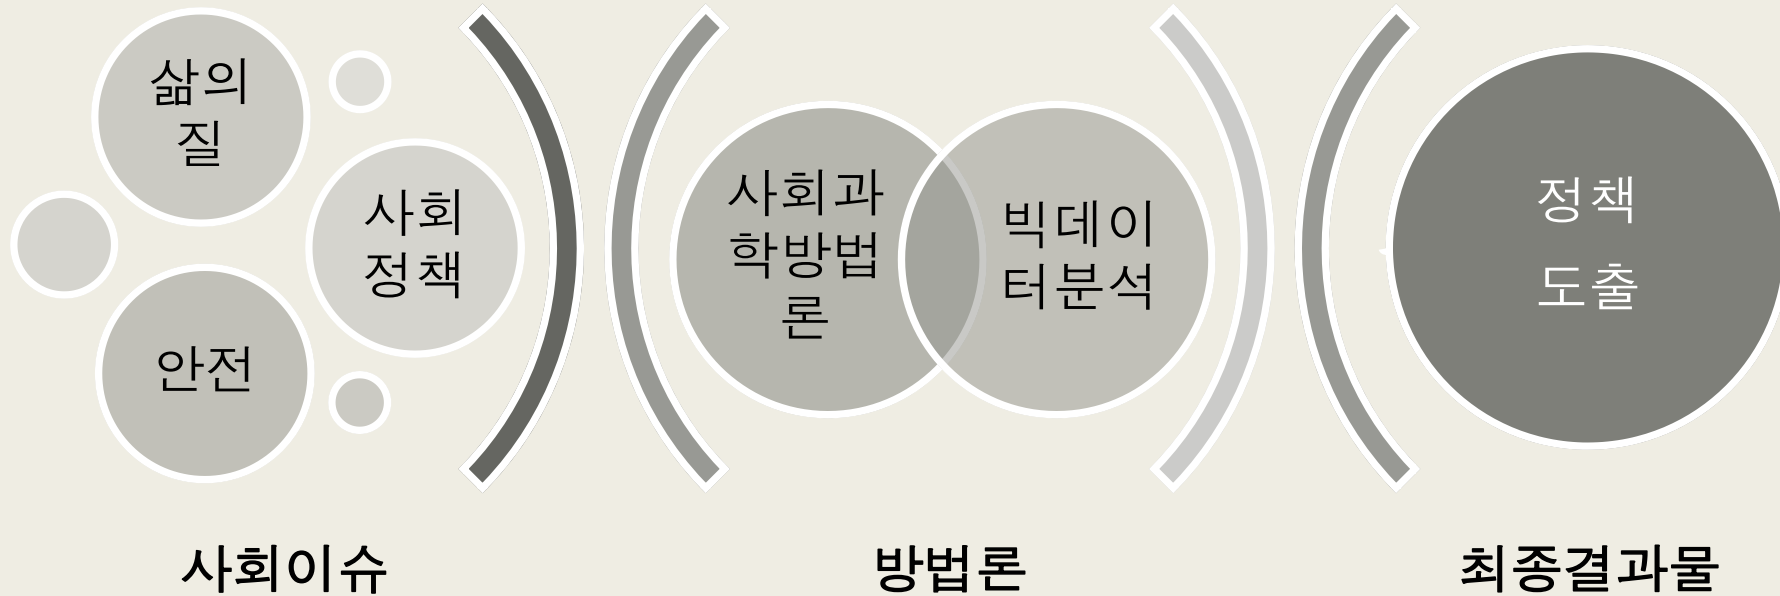 삶의
질
사회
정책
안전
사회과
학방법
론
빅데이
터분석
정책
도출
사회이슈
방법론
최종결과물